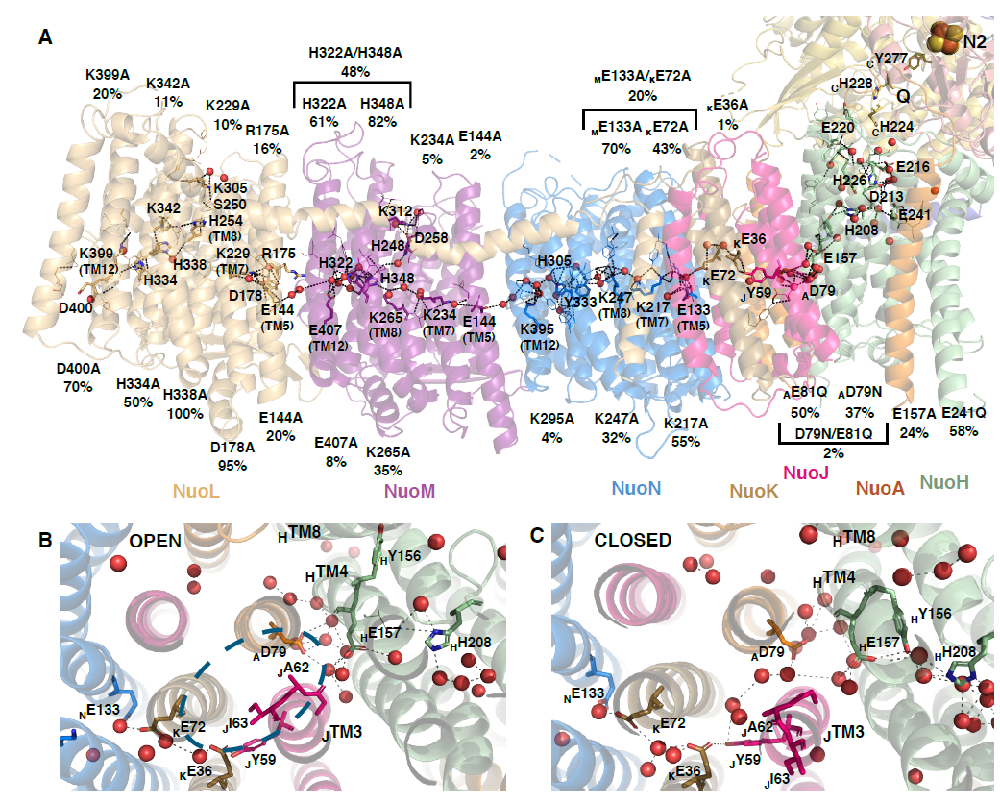 A
N2
CY277
CH228
Q
CH224
E220
E216
H226
D213
E241
H208
E157
K399A
20%
K342A
11%
K229A
10%
R175A
16%
H322A/H348A
48%
H322A
61%
H348A
82%
K234A
5%
E144A
2%
ME133A/KE72A
20%
ME133A
70%
KE72A
43%
KE36A
1%
K305
S250
H254
(TM8)
K342
H338
K399
(TM12)
H334
D400
K229
(TM7)
R175
D178
E144
(TM5)
K312
H248
D258
H322
H348
E407
(TM12)
K265
(TM8)
K234
(TM7)
E144
(TM5)
H305
Y333
K395
(TM12)
K247
(TM8)
K217
(TM7)
E133
(TM5)
KE36
KE72
JY59
D79
A
D400A
70%
H334A
50%
H338A
100%
D178A
95%
E144A
20%
E407A
8%
K265A
35%
K295A
4%
K247A
32%
K217A
55%
AE81Q
50%
AD79N
37%
D79N/E81Q
2%
E157A
24%
E241Q
58%
NuoL
NuoM
NuoN
NuoK
NuoJ
NuoA
NuoH
B
OPEN
HTM8
HTM4
HY156
HE157
HH208
AD79
JA62
JI63
JTM3
JY59
NE133
KE72
KE36
C
CLOSED
HTM8
HTM4
HY156
HE157
HH208
AD79
NE133
KE72
KE36
JA62
JTM3
JY59
JI63